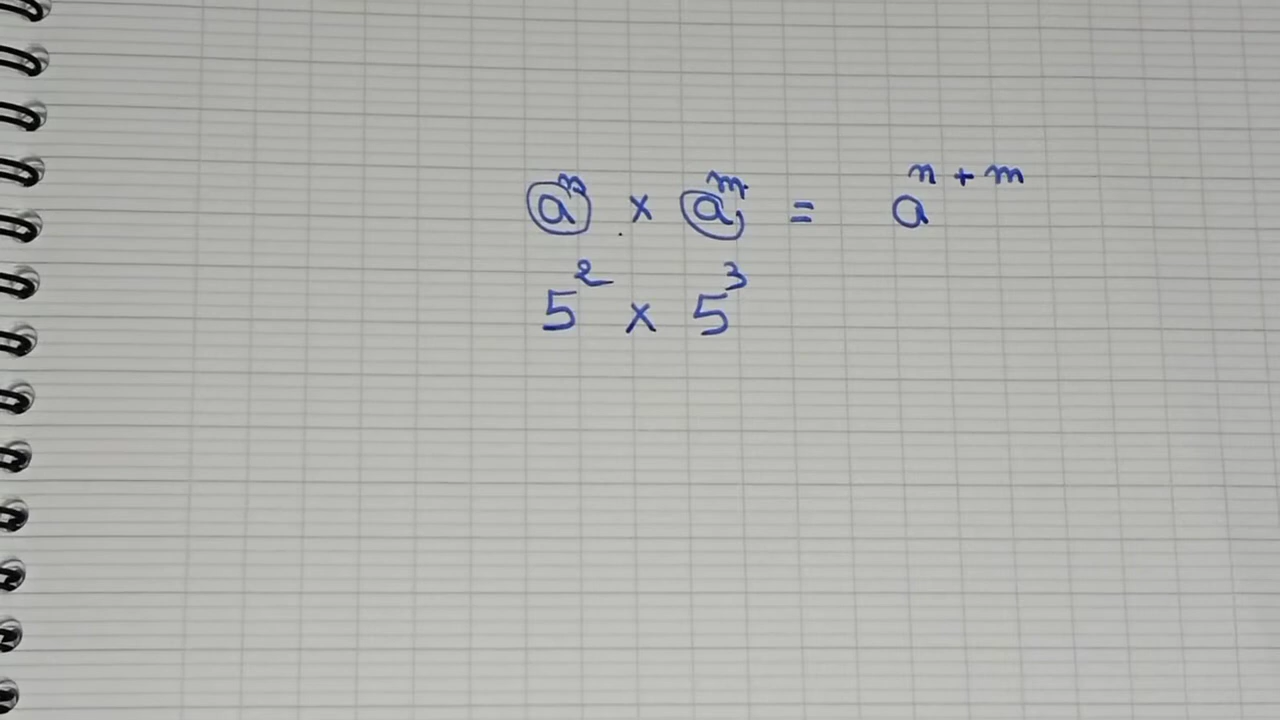 aⁿ × aᵐ = aⁿ⁺ᵐ
5² × 5³